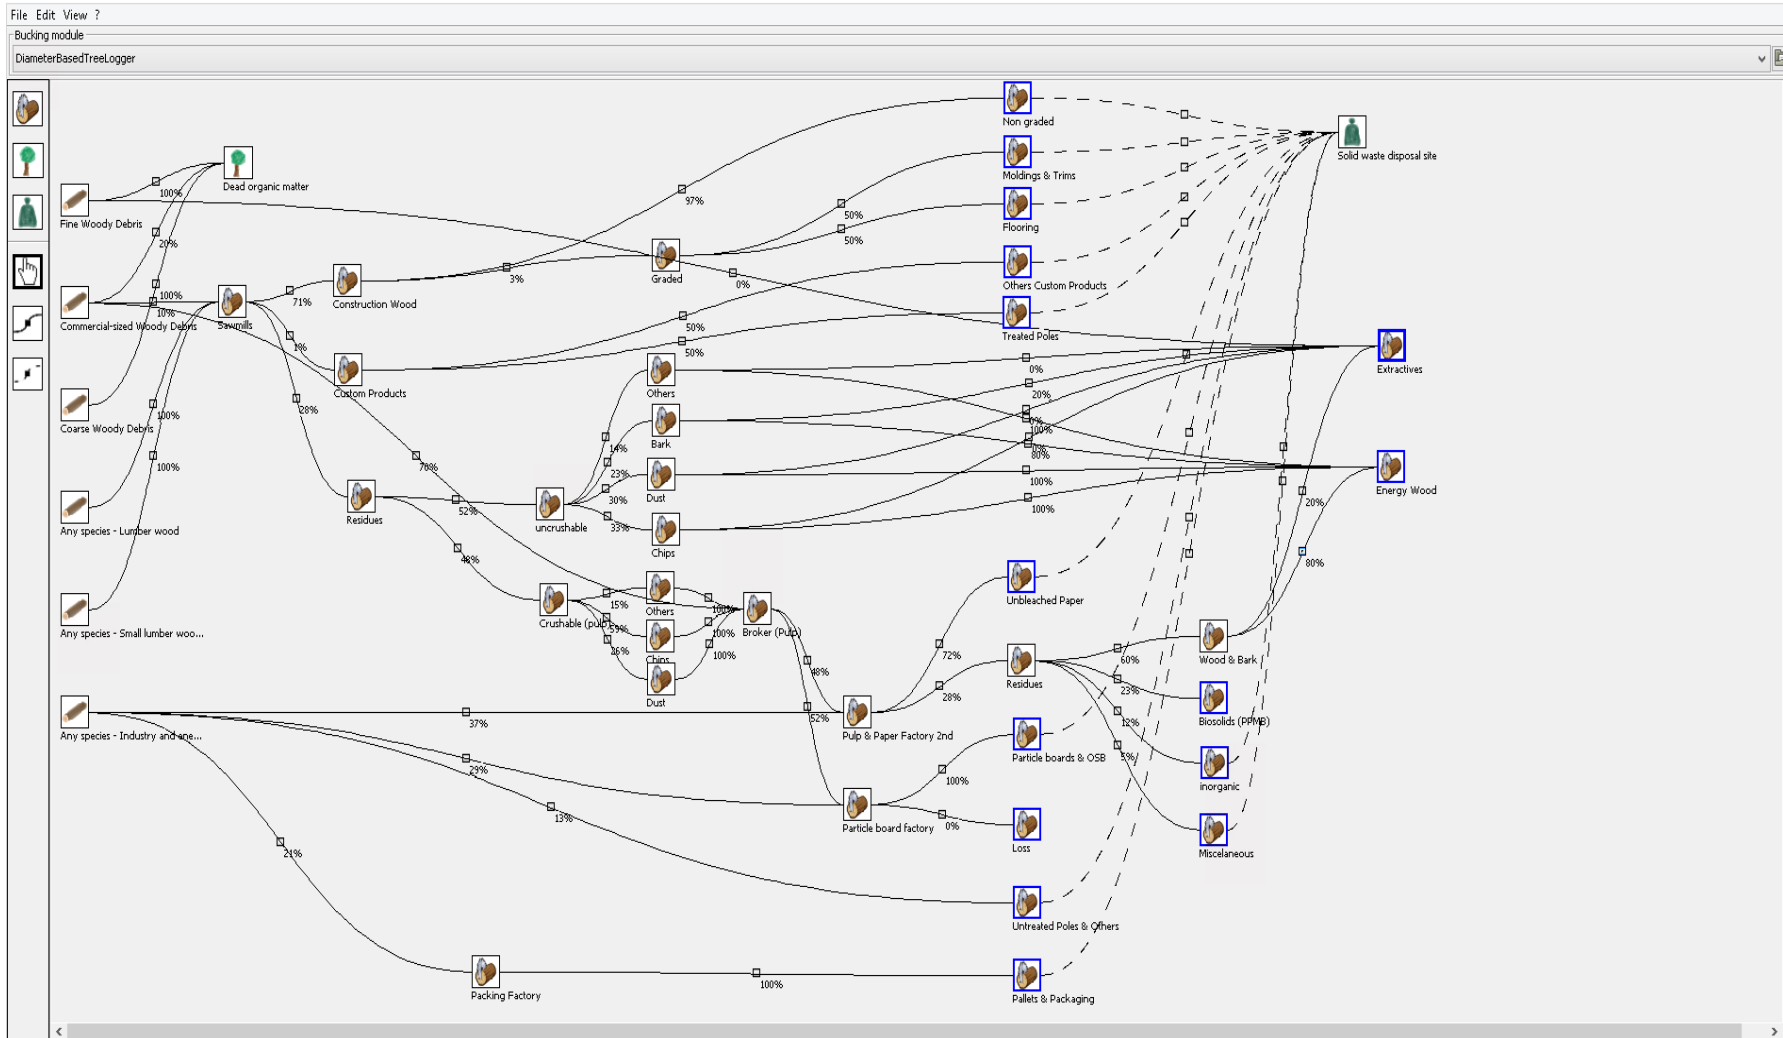 File Edit View ?
Bucking module
DiameterBasedTreeLogger
Non graded
Solid waste disposal site
Dead organic matter
Moldings & Trims
100%
97%
Fine Woody Debris
50%
Flooring
50%
20%
Graded
3%
0%
Others Custom Products
Construction Wood
71%
100%
10%
Commercial-sized Woody Debris
Sawmills
50%
Treated Poles
1%
50%
Extractives
0%
Custom Products
Others
20%
28%
100%
0%
100%
Coarse Woody Debris
Bark
14%
0%
80%
70%
100%
23%
Dust
100%
Energy Wood
30%
20%
52%
Residues
uncrushable
33%
100%
Any species - Lumber wood
Chips
48%
80%
Unbleached Paper
15%
Others
100%
Crushable (pulp)
59%
100%
Broker (Pulp)
Any species - Small lumber woo...
26%
Chips
100%
72%
60%
Wood & Bark
48%
Residues
23%
28%
Dust
12%
Biosolids (PPMB)
37%
52%
Any species - Industry and ene...
Pulp & Paper Factory 2nd
5%
Particle boards & OSB
29%
100%
inorganic
13%
Particle board factory
0%
Loss
Miscelaneous
21%
Untreated Poles & Others
100%
Packing Factory
Pallets & Packaging